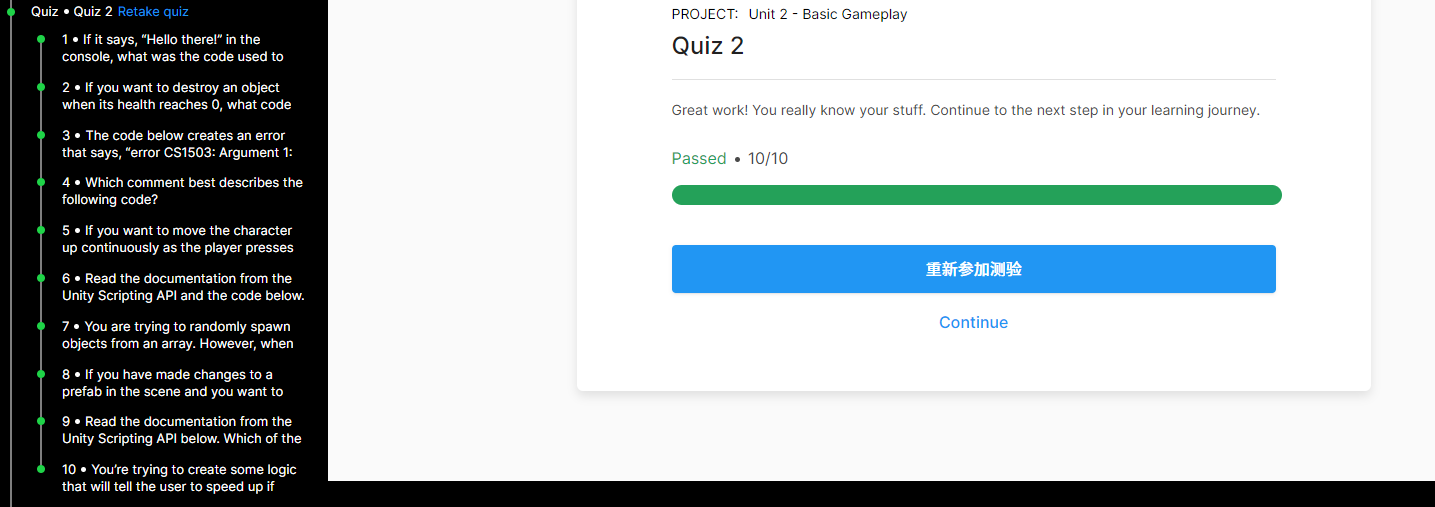 Quiz • Quiz 2 Retake quiz
1 • If it says, “Hello there!” in the
console, what was the code used to
2 • If you want to destroy an object
when its health reaches 0, what code
3 • The code below creates an error
that says, “error CS1503: Argument 1:
4 • Which comment best describes the
following code?
5 • If you want to move the character
up continuously as the player presses
6 • Read the documentation from the
Unity Scripting API and the code below.
7 • You are trying to randomly spawn
objects from an array. However, when
8 • If you have made changes to a
prefab in the scene and you want to
9 • Read the documentation from the
Unity Scripting API below. Which of the
10 • You’re trying to create some logic
that will tell the user to speed up if
PROJECT: Unit 2 - Basic Gameplay
Quiz 2
Great work! You really know your stuff. Continue to the next step in your learning journey.
Passed • 10/10
重新参加测验
Continue